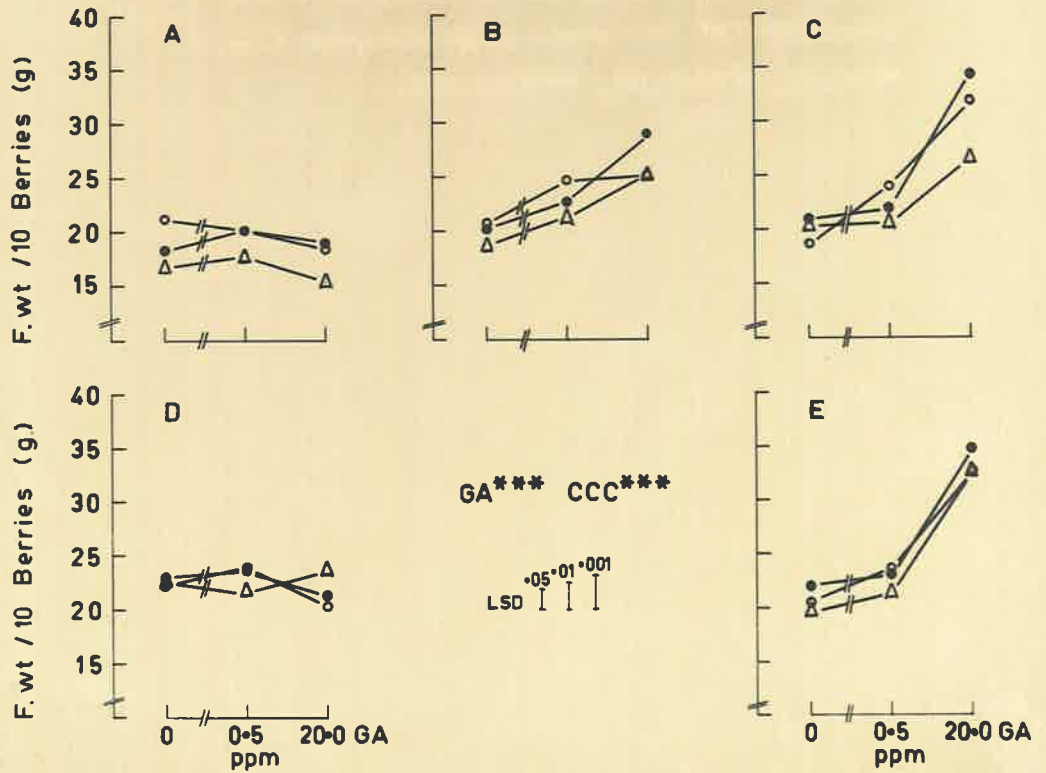 A
B
C
F.wt /10 Berries (g)
40
35
30
25
20
15
D
E
F.wt /10 Berries (g.)
40
35
30
25
20
15
GA*** CCC***
LSD ·05 ·01 ·001
0 0·5 20·0 GA
ppm
0 0·5 20·0 GA
ppm